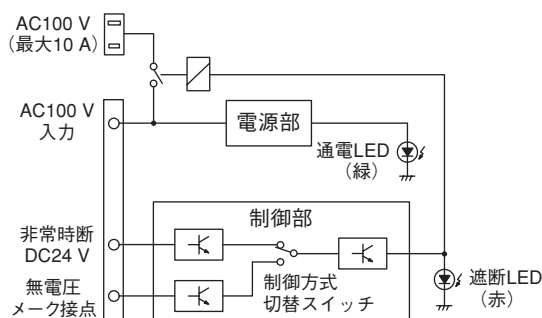 AC100 V
（最大10 A）
AC100 V
入力
電源部
通電LED
（緑）
制御部
非常時断
DC24 V
制御方式
切替スイッチ
無電圧
メーク接点
遮断LED
（赤）